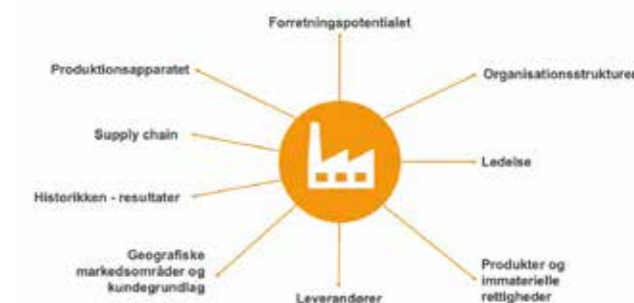 Forretningspotentialet
Produktionsapparatet
Organisationsstrukturen
Supply chain
Ledelse
Historikken - resultater
Geografiske
markedsområder og
kundegrundlag
Leverandører
Produkter og
immaterielle
rettigheder